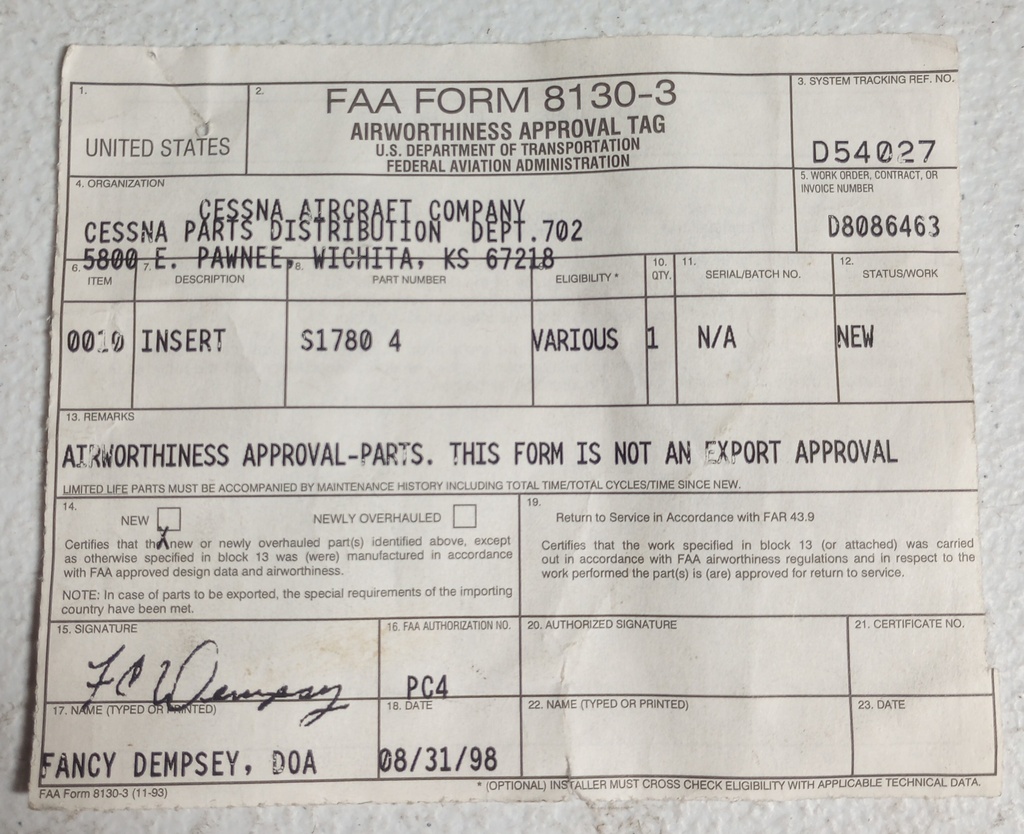 1.
UNITED STATES
2.
FAA FORM 8130-3
AIRWORTHINESS APPROVAL TAG
U.S. DEPARTMENT OF TRANSPORTATION
FEDERAL AVIATION ADMINISTRATION
3. SYSTEM TRACKING REF. NO.
D54027
4. ORGANIZATION
CESSNA AIRCRAFT COMPANY
CESSNA PARTS DISTRIBUTION DEPT.702
5800 E. PAWNEE, WICHITA, KS 67218
5. WORK ORDER, CONTRACT, OR
INVOICE NUMBER
D8086463
6.
ITEM
7.
DESCRIPTION
8.
PART NUMBER
ELIGIBILITY *
10.
QTY.
11.
SERIAL/BATCH NO.
12.
STATUS/WORK
0010 INSERT S1780 4 VARIOUS 1 N/A NEW
13. REMARKS
AIRWORTHINESS APPROVAL-PARTS. THIS FORM IS NOT AN EXPORT APPROVAL
LIMITED LIFE PARTS MUST BE ACCOMPANIED BY MAINTENANCE HISTORY INCLUDING TOTAL TIME/TOTAL CYCLES/TIME SINCE NEW.
14.
NEW X NEWLY OVERHAULED
Certifies that the new or newly overhauled part(s) identified above, except
as otherwise specified in block 13 was (were) manufactured in accordance
with FAA approved design data and airworthiness.
NOTE: In case of parts to be exported, the special requirements of the importing
country have been met.
19.
Return to Service in Accordance with FAR 43.9
Certifies that the work specified in block 13 (or attached) was carried
out in accordance with FAA airworthiness regulations and in respect to the
work performed the part(s) is (are) approved for return to service.
15. SIGNATURE
F C Dempsey
16. FAA AUTHORIZATION NO.
PC4
20. AUTHORIZED SIGNATURE
21. CERTIFICATE NO.
17. NAME (TYPED OR PRINTED)
FANCY DEMPSEY, DOA
18. DATE
08/31/98
22. NAME (TYPED OR PRINTED)
23. DATE
FAA Form 8130-3 (11-93)
* (OPTIONAL) INSTALLER MUST CROSS CHECK ELIGIBILITY WITH APPLICABLE TECHNICAL DATA.